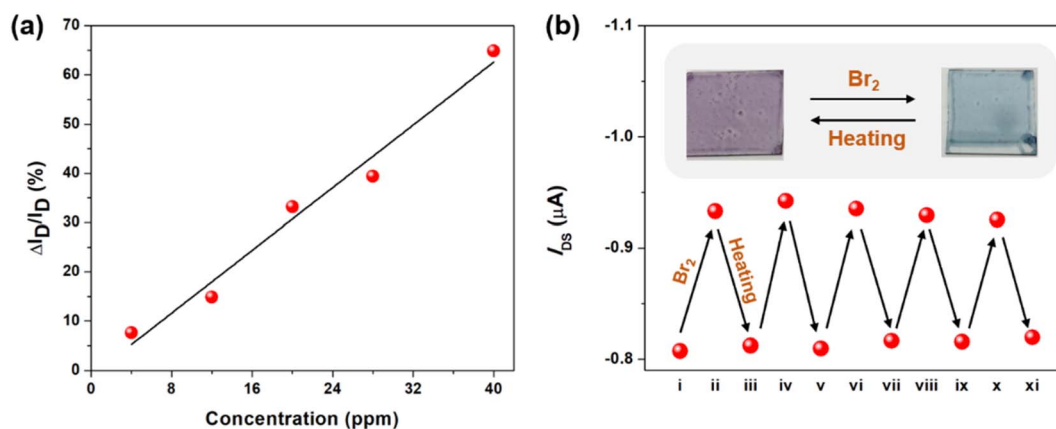 (a)
70
60
50
40
30
20
10
0
ΔI_D/I_D (%)
0 8 16 24 32 40
Concentration (ppm)
(b)
-1.1
-1.0
-0.9
-0.8
I_DS (μA)
Br₂
Heating
Br₂
Heating
i ii iii iv v vi vii viii ix x xi